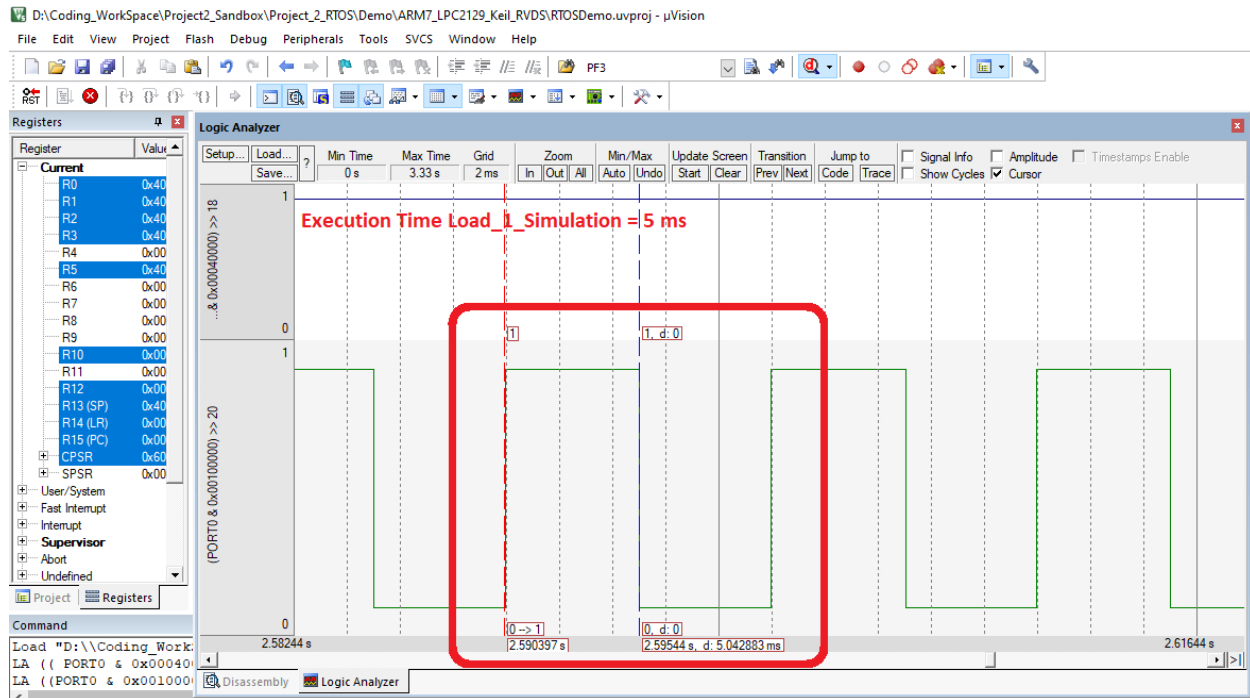 D:\Coding_WorkSpace\Project2_Sandbox\Project_2_RTOS\Demo\ARM7_LPC2129_Keil_RVDS\RTOSDemo.uvproj - µVision
File Edit View Project Flash Debug Peripherals Tools SVCS Window Help
PF3
RST
Registers
Logic Analyzer
Register Value
Setup... Load... ? Min Time Max Time Grid Zoom Min/Max Update Screen Transition Jump to Signal Info Amplitude Timestamps Enable
Save... 0 s 3.33 s 2 ms In Out All Auto Undo Start Clear Prev Next Code Trace Show Cycles Cursor
Current
R0 0x40
R1 0x40
R2 0x40
R3 0x40
R4 0x00
R5 0x40
R6 0x00
R7 0x00
R8 0x00
R9 0x00
R10 0x00
R11 0x00
R12 0x00
R13 (SP) 0x40
R14 (LR) 0x00
R15 (PC) 0x00
CPSR 0x60
SPSR 0x00
User/System
Fast Interrupt
Interrupt
Supervisor
Abort
Undefined
Project Registers
1
...& 0x00040000) >> 18
Execution Time Load_1_Simulation = 5 ms
0
1
1, d: 0
1
(PORT0 & 0x00100000) >> 20
0
0 --> 1
0, d: 0
2.58244 s
2.590397 s
2.59544 s, d: 5.042883 ms
2.61644 s
Disassembly Logic Analyzer
Command
Load "D:\\Coding_Work
LA (( PORT0 & 0x00040
LA ((PORT0 & 0x001000